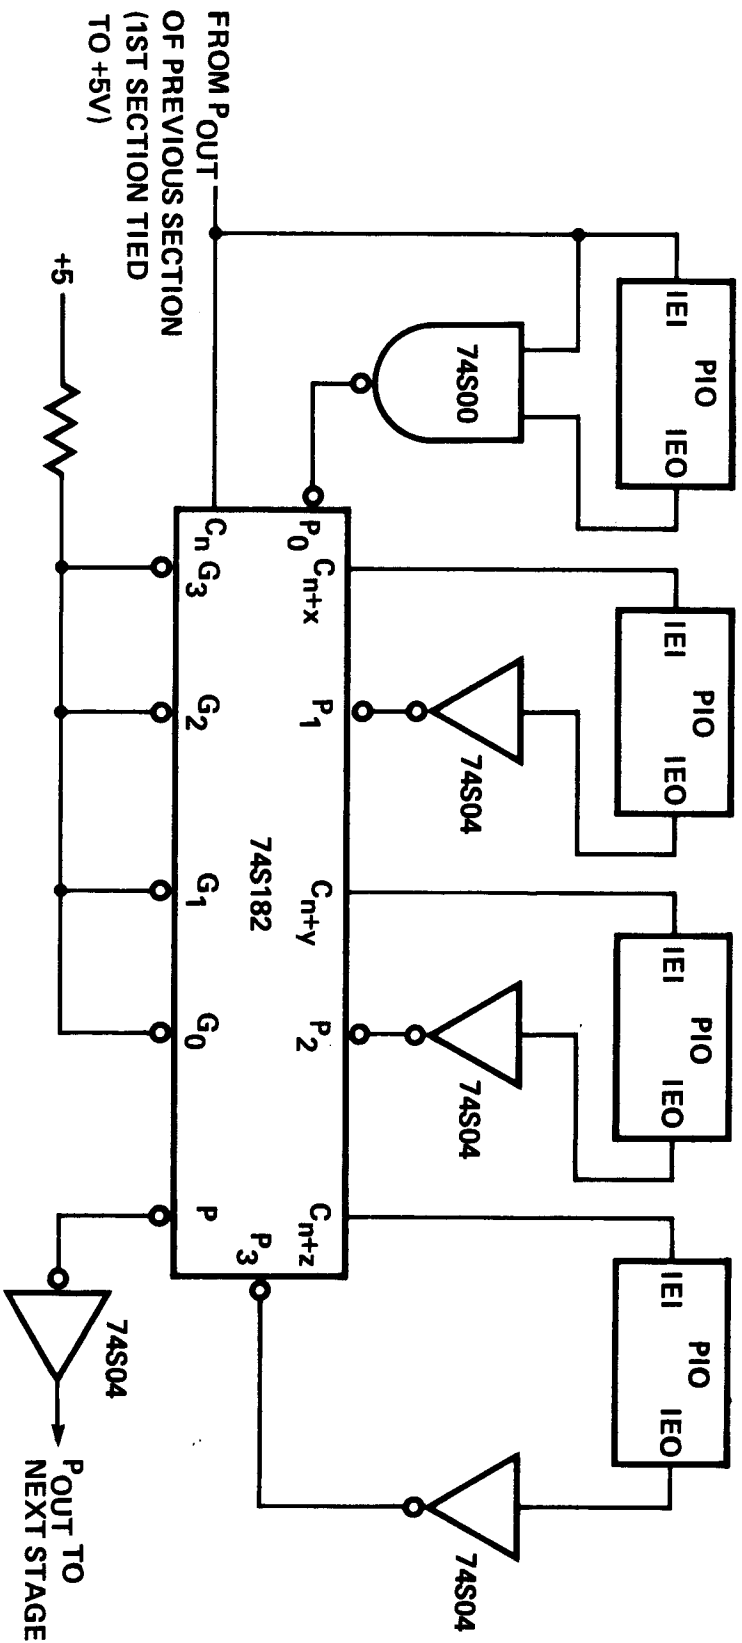 PIO
IEI IEO
PIO
IEI IEO
PIO
IEI IEO
PIO
IEI IEO
74S00
74S04
74S04
74S04
FROM POUT
OF PREVIOUS SECTION
(1ST SECTION TIED
TO +5V)
P0 Cn+x P1 Cn+y P2 Cn+z
P3
74S182
Cn G3 G2 G1 G0 P
+5
74S04
POUT TO
NEXT STAGE